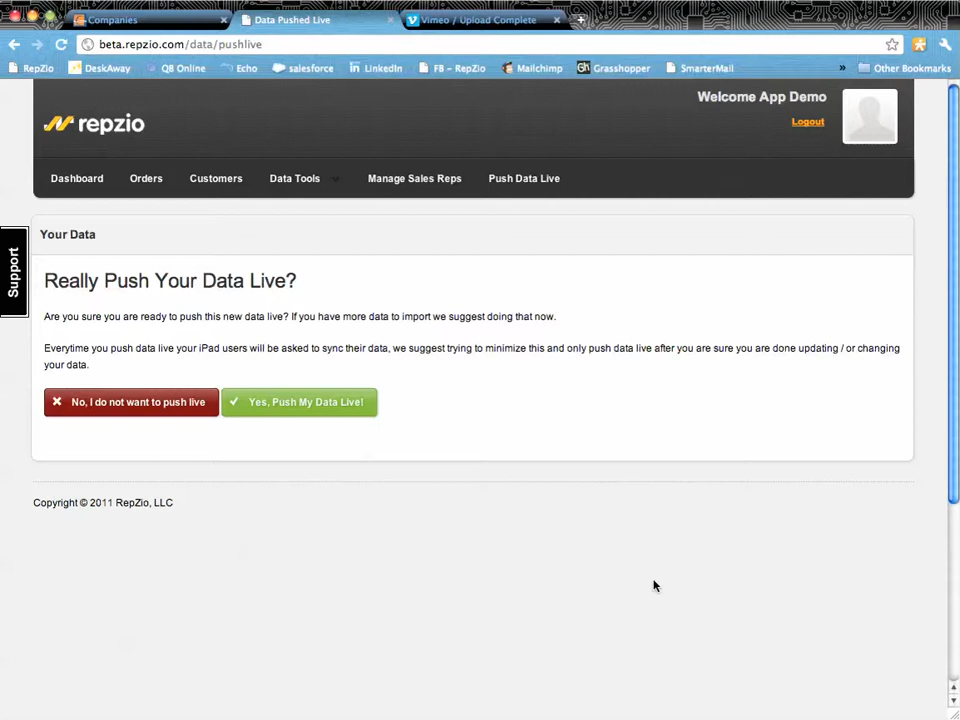 Companies Data Pushed Live Vimeo / Upload Complete
beta.repzio.com/data/pushlive
RepZio DeskAway QB Online Echo salesforce LinkedIn FB – RepZio Mailchimp GH Grasshopper SmarterMail » Other Bookmarks
Welcome App Demo
Logout
repzio
Dashboard Orders Customers Data Tools Manage Sales Reps Push Data Live
Support
Your Data
Really Push Your Data Live?
Are you sure you are ready to push this new data live? If you have more data to import we suggest doing that now.
Everytime you push data live your iPad users will be asked to sync their data, we suggest trying to minimize this and only push data live after you are sure you are done updating / or changing
your data.
No, I do not want to push live Yes, Push My Data Live!
Copyright © 2011 RepZio, LLC